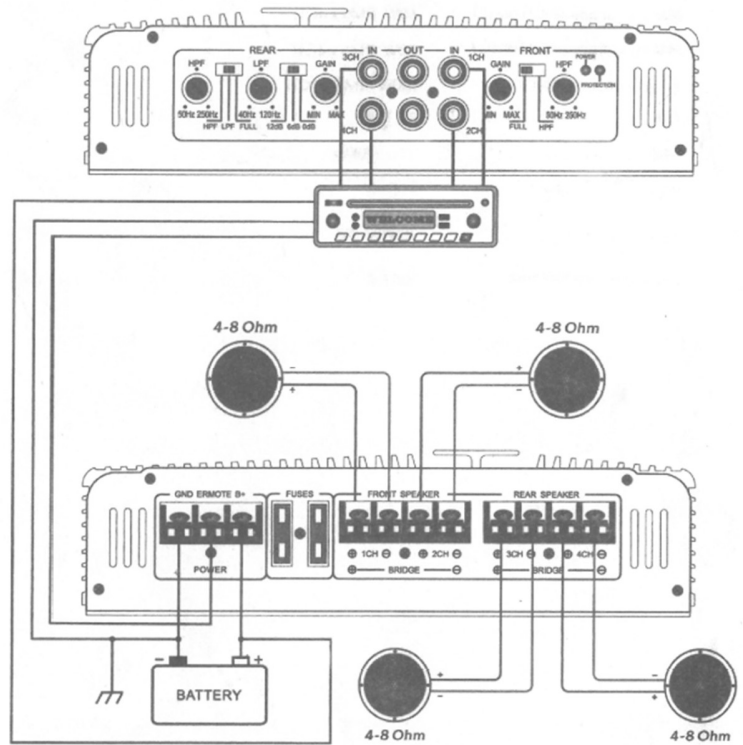 REAR 3CH IN OUT IN 1CH FRONT
HPF LPF GAIN GAIN HPF POWER
PROTECTION
50Hz 250Hz 40Hz 120Hz MIN MAX 4CH 2CH MIN MAX 50Hz 250Hz
HPF LPF FULL 12dB 6dB 0dB FULL HPF
WELCOME
4-8 Ohm 4-8 Ohm
− +
+ −
GND ERMOTE B+ FUSES FRONT SPEAKER REAR SPEAKER
⊕ 1CH ⊖ ⊕ 2CH ⊖ ⊕ 3CH ⊖ ⊕ 4CH ⊖
POWER ⊕ BRIDGE ⊖ ⊕ BRIDGE ⊖
− +
BATTERY
+ −
− +
4-8 Ohm 4-8 Ohm